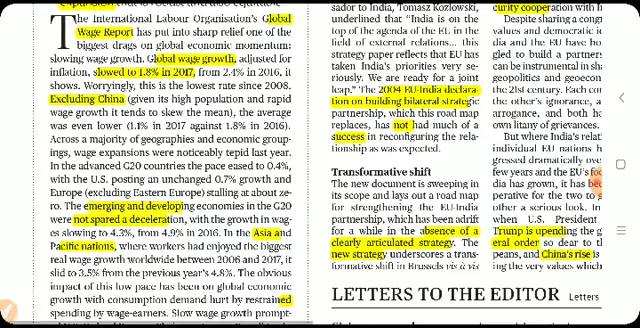 expansion that is robust and also equitable
The International Labour Organisation's Global
Wage Report has put into sharp relief one of the
biggest drags on global economic momentum:
slowing wage growth. Global wage growth, adjusted for
inflation, slowed to 1.8% in 2017, from 2.4% in 2016, it
shows. Worryingly, this is the lowest rate since 2008.
Excluding China (given its high population and rapid
wage growth it tends to skew the mean), the average
was even lower (1.1% in 2017 against 1.8% in 2016).
Across a majority of geographies and economic group-
ings, wage expansions were noticeably tepid last year.
In the advanced G20 countries the pace eased to 0.4%,
with the U.S. posting an unchanged 0.7% growth and
Europe (excluding Eastern Europe) stalling at about ze-
ro. The emerging and developing economies in the G20
were not spared a deceleration, with the growth in wag-
es slowing to 4.3%, from 4.9% in 2016. In the Asia and
Pacific nations, where workers had enjoyed the biggest
real wage growth worldwide between 2006 and 2017, it
slid to 3.5% from the previous year's 4.8%. The obvious
impact of this low pace has been on global economic
growth with consumption demand hurt by restrained
spending by wage-earners. Slow wage growth prompt-
sador to India, Tomasz Kozlowski,
underlined that "India is on the
top of the agenda of the EU in the
field of external relations... this
strategy paper reflects that EU has
taken India's priorities very se-
riously. We are ready for a joint
leap." The 2004 EU-India declara-
tion on building bilateral strategic
partnership, which this road map
replaces, has not had much of a
success in reconfiguring the rela-
tionship as was expected.
Transformative shift
The new document is sweeping in
its scope and lays out a road map
for strengthening the EU-India
partnership, which has been adrift
for a while in the absence of a
clearly articulated strategy. The
new strategy underscores a trans-
formative shift in Brussels vis à vis
curity cooperation with
Despite sharing a cong
values and democratic
dia and the EU have ho
gled to build a partner
can be instrumental in sha
geopolitics and geoecon
the 21st century. Each co
the other's ignorance, a
arrogance, and both h
own litany of grievances.
But where India's relat
individual EU nations h
gressed dramatically ove
few years and the EU's foc
dia has grown, it has bec
perative for the two to
other a serious look. In
when U.S. President
Trump is upending the g
eral order so dear to th
peans, and China's rise is
ing the very values which
LETTERS TO THE EDITOR Letters